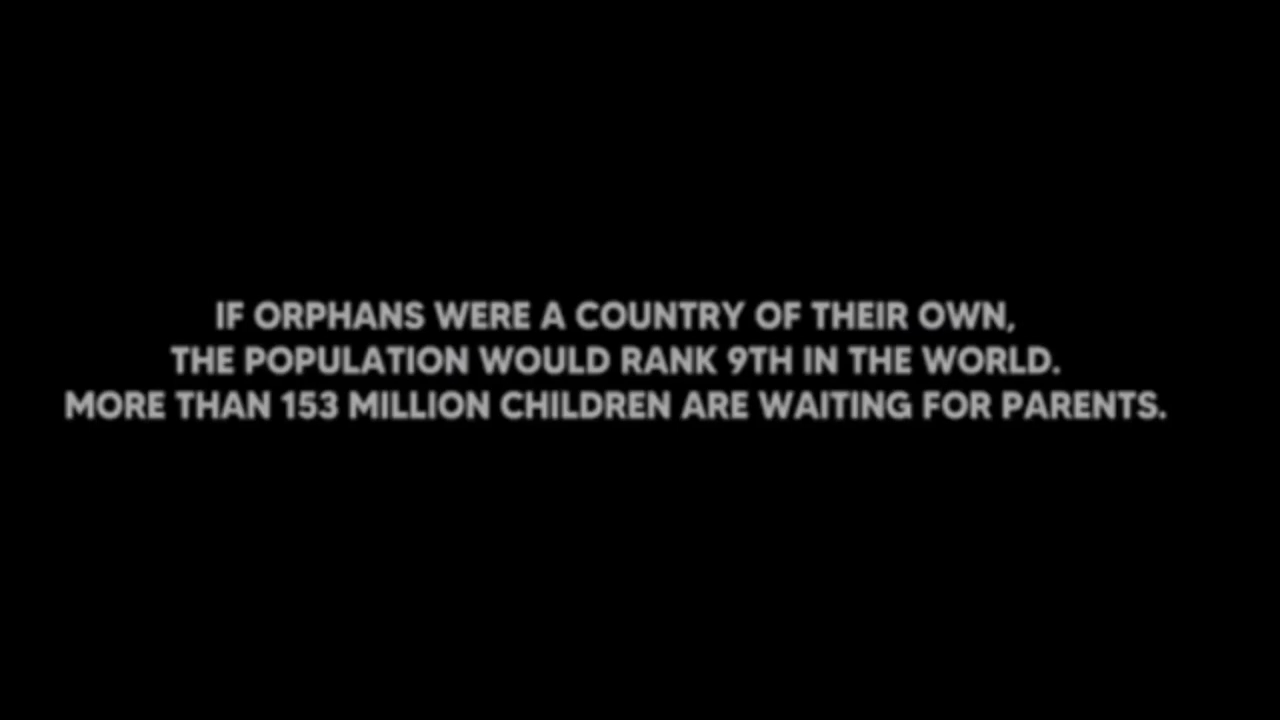 IF ORPHANS WERE A COUNTRY OF THEIR OWN,
THE POPULATION WOULD RANK 9TH IN THE WORLD.
MORE THAN 153 MILLION CHILDREN ARE WAITING FOR PARENTS.